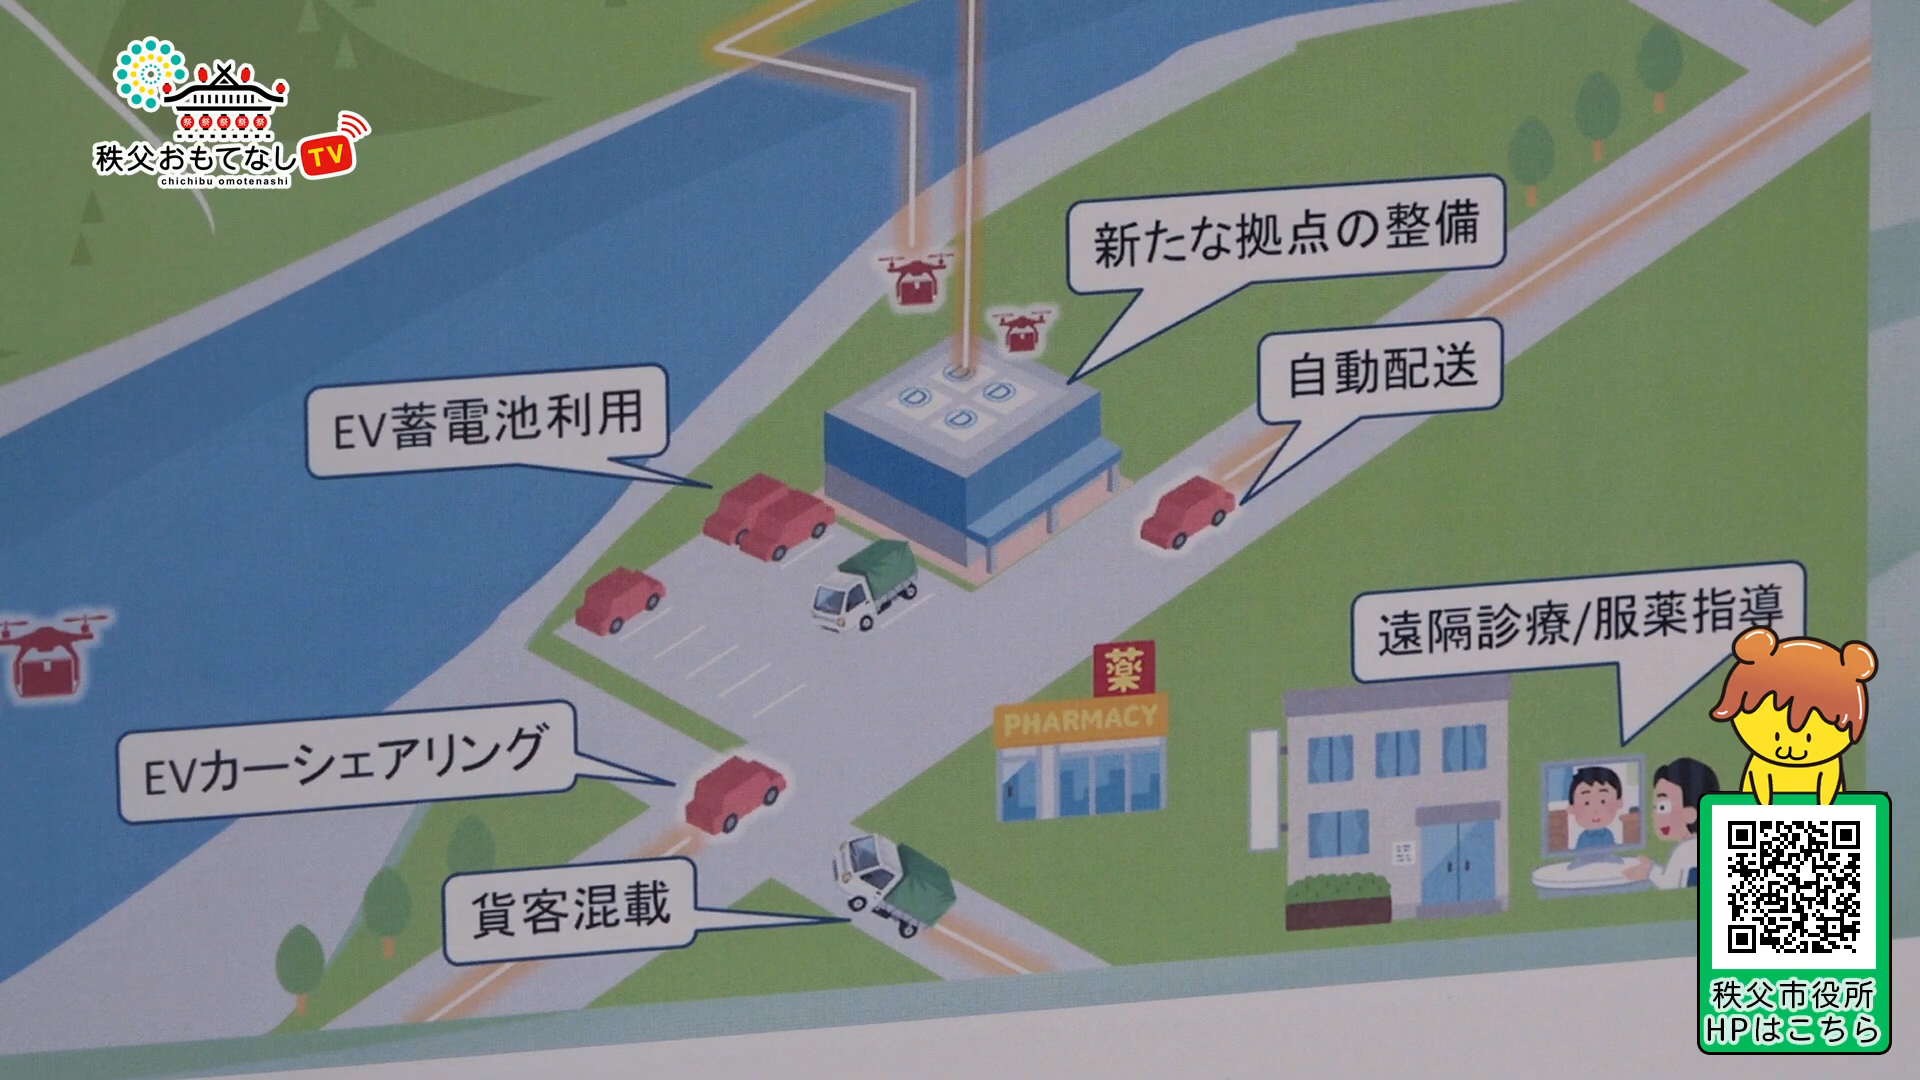 秩父おもてなしTV
chichibu omotenashi
新たな拠点の整備
自動配送
EV蓄電池利用
D
D
D
D
遠隔診療/服薬指導
薬
PHARMACY
EVカーシェアリング
貨客混載
秩父市役所
HPはこちら